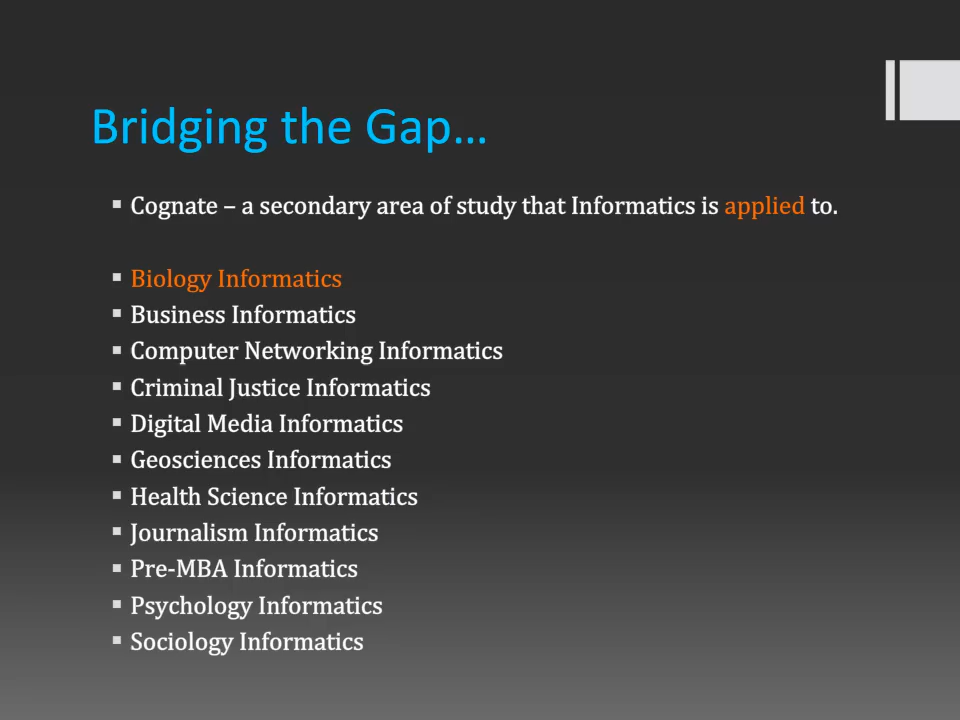 Bridging the Gap…
▪ Cognate – a secondary area of study that Informatics is applied to.
▪ Biology Informatics
▪ Business Informatics
▪ Computer Networking Informatics
▪ Criminal Justice Informatics
▪ Digital Media Informatics
▪ Geosciences Informatics
▪ Health Science Informatics
▪ Journalism Informatics
▪ Pre-MBA Informatics
▪ Psychology Informatics
▪ Sociology Informatics